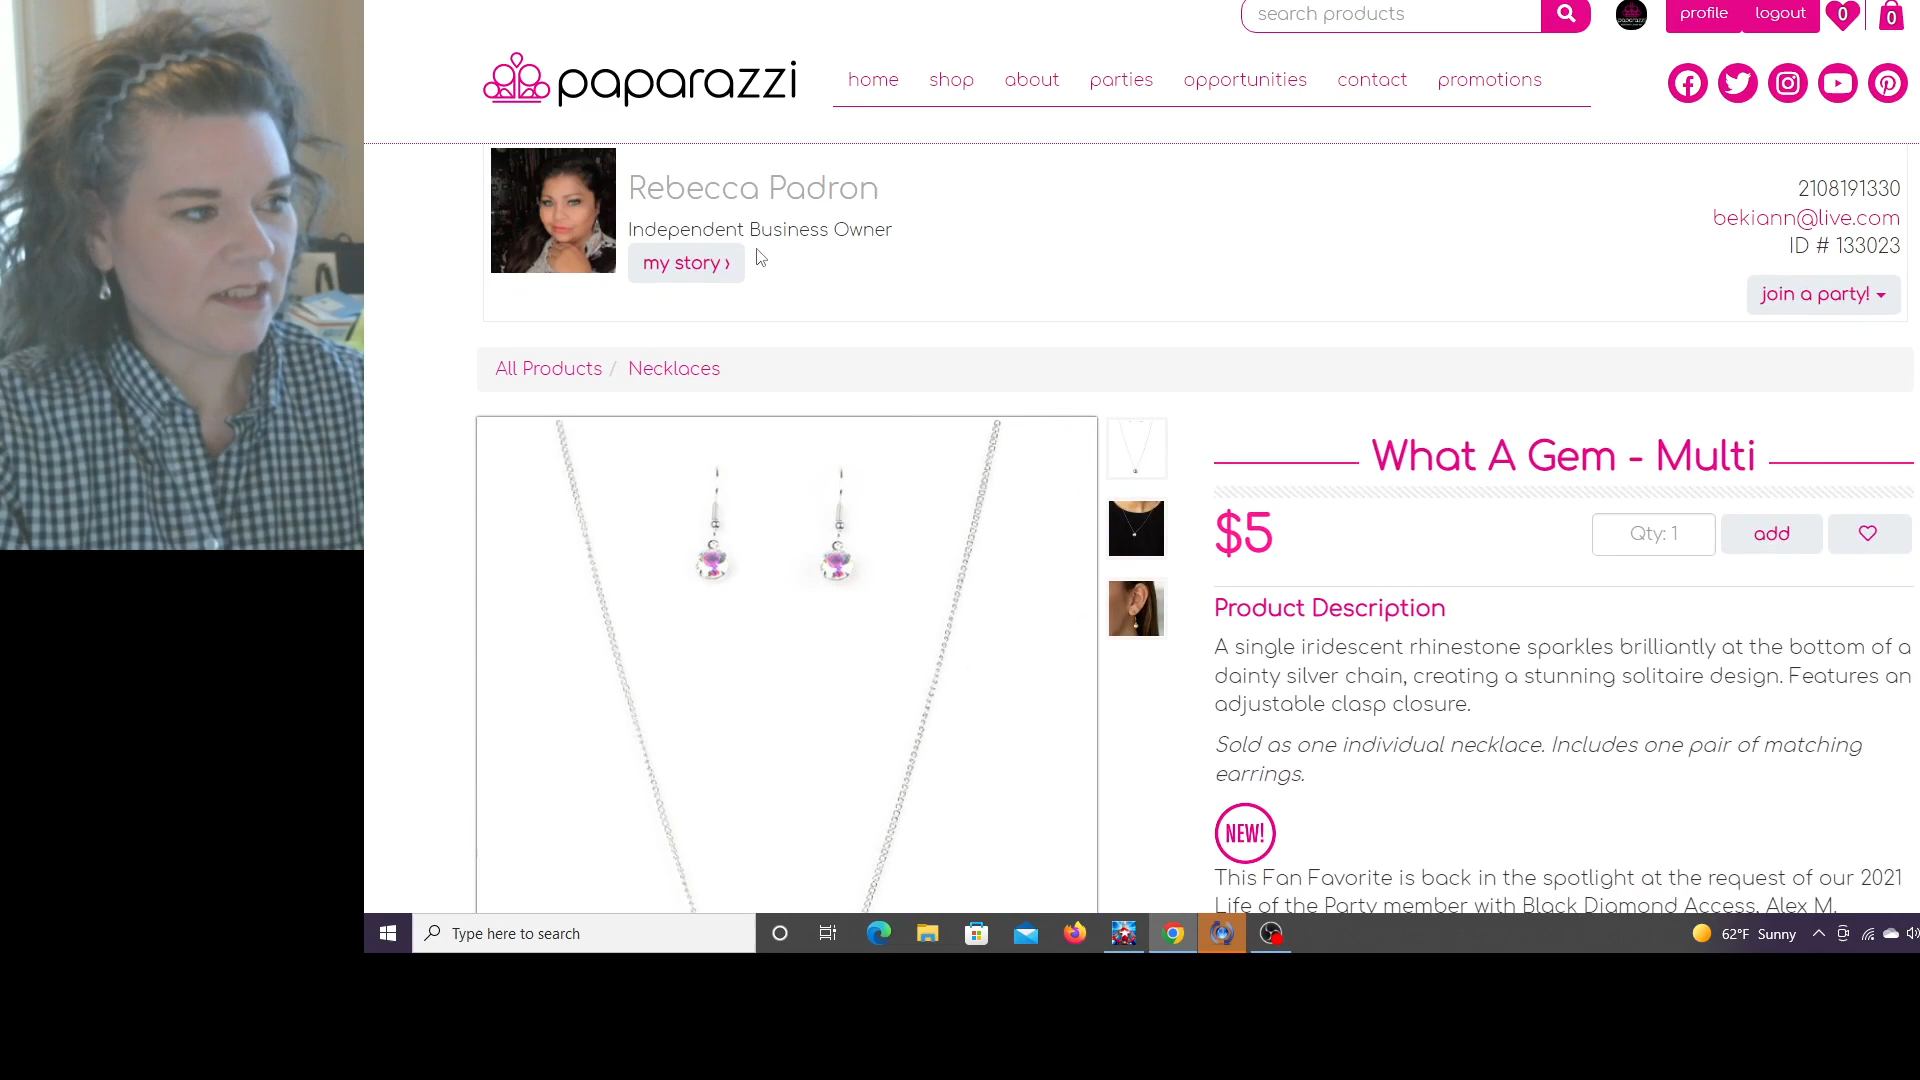 search products
profile
logout
0
0
paparazzi
home
shop
about
parties
opportunities
contact
promotions
Rebecca Padron
Independent Business Owner
my story ›
2108191330
bekiann@live.com
ID # 133023
join a party!
All Products / Necklaces
What A Gem - Multi
$5
Qty: 1
add
Product Description
A single iridescent rhinestone sparkles brilliantly at the bottom of a
dainty silver chain, creating a stunning solitaire design. Features an
adjustable clasp closure.
Sold as one individual necklace. Includes one pair of matching
earrings.
NEW!
This Fan Favorite is back in the spotlight at the request of our 2021
Life of the Party member with Black Diamond Access, Alex M.
Type here to search
62°F Sunny